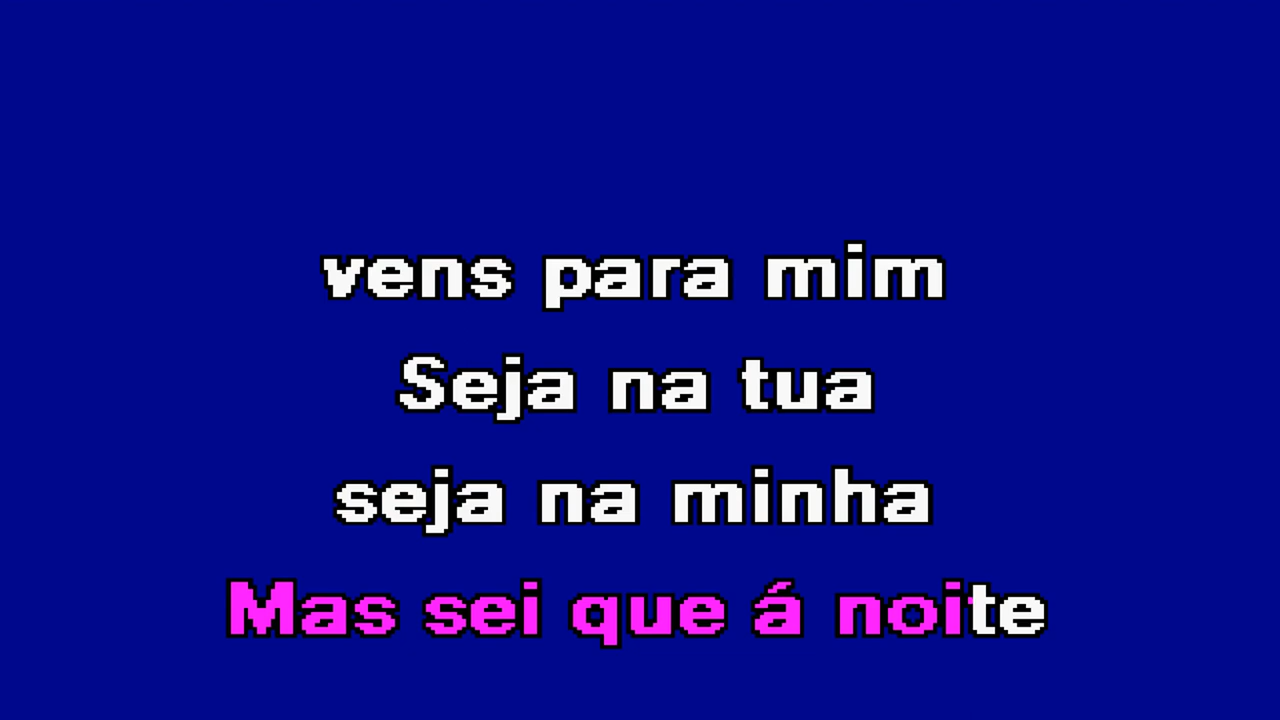 vens para mim
Seja na tua
seja na minha
Mas sei que á noite